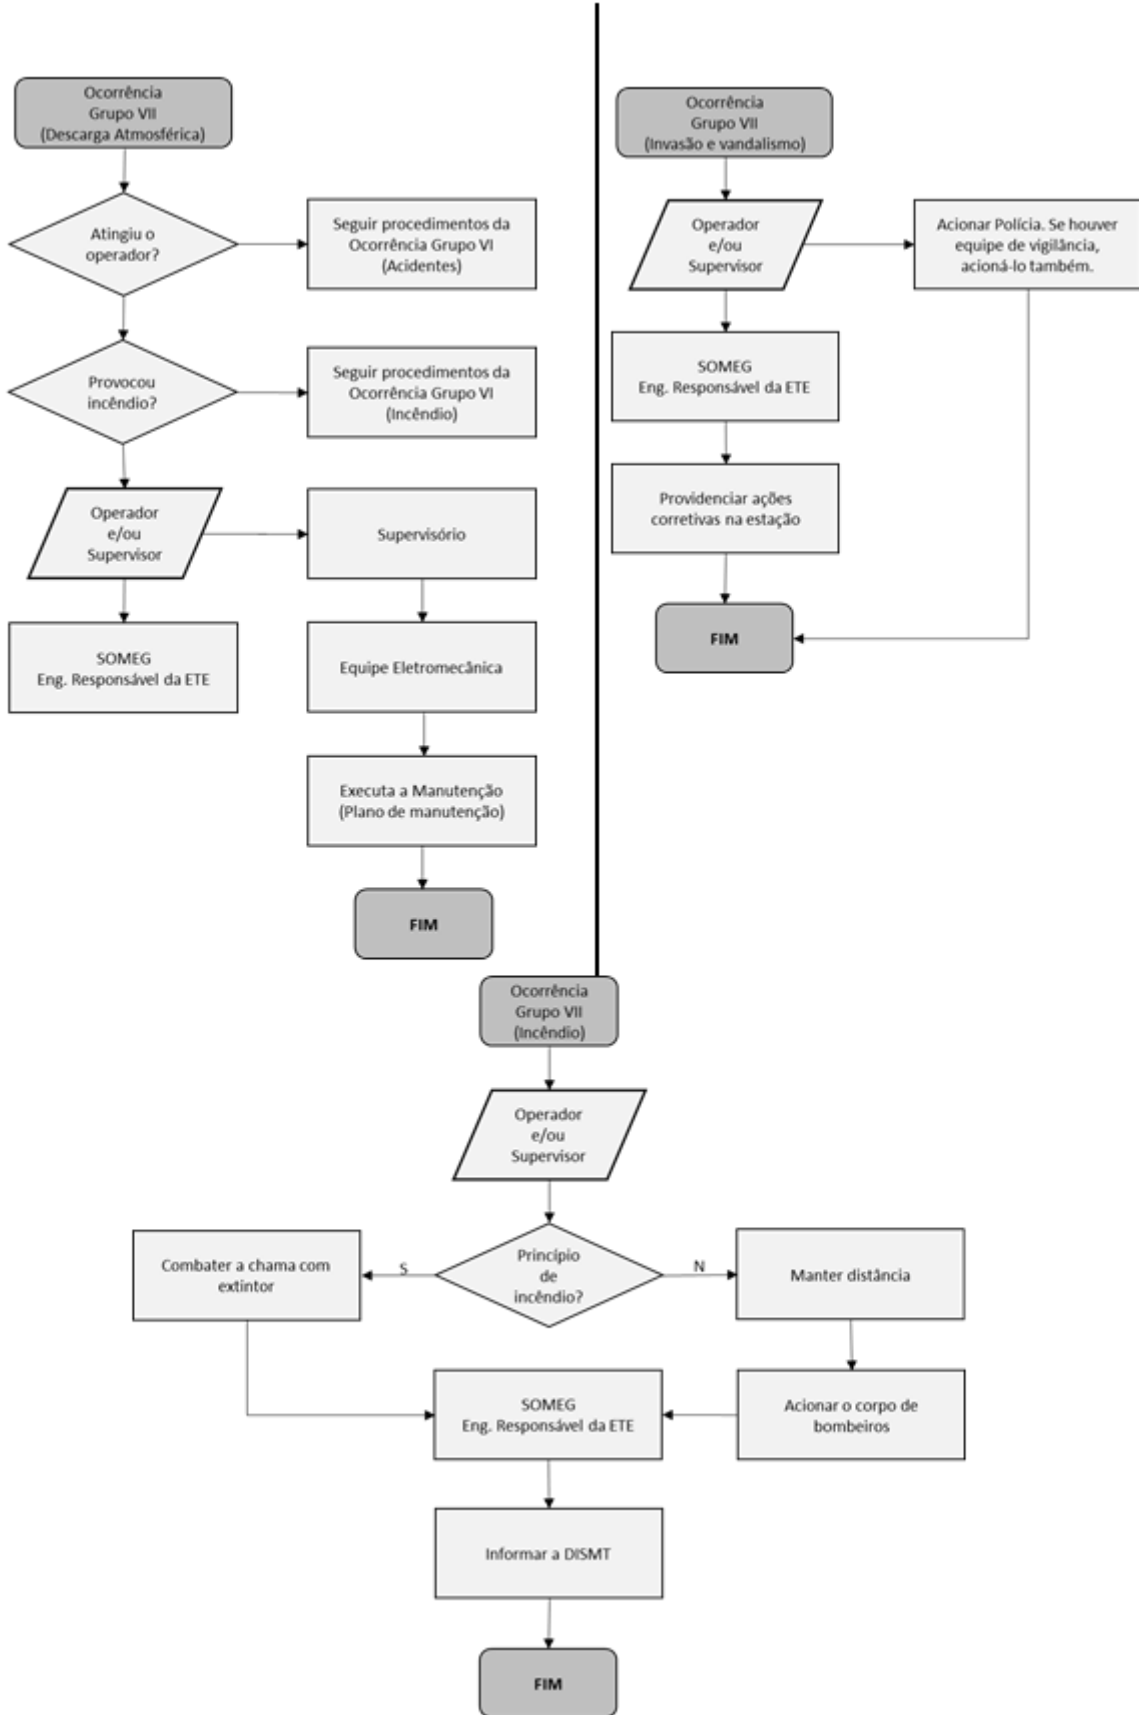 Ocorrência
Grupo VII
(Descarga Atmosférica)
Atingiu o
operador?
Seguir procedimentos da
Ocorrência Grupo VI
(Acidentes)
Provocou
incêndio?
Seguir procedimentos da
Ocorrência Grupo VI
(Incêndio)
Operador
e/ou
Supervisor
Supervisório
SOMEG
Eng. Responsável da ETE
Equipe Eletromecânica
Executa a Manutenção
(Plano de manutenção)
FIM
Ocorrência
Grupo VII
(Invasão e vandalismo)
Operador
e/ou
Supervisor
Acionar Polícia. Se houver
equipe de vigilância,
acioná-lo também.
SOMEG
Eng. Responsável da ETE
Providenciar ações
corretivas na estação
FIM
Ocorrência
Grupo VII
(Incêndio)
Operador
e/ou
Supervisor
Princípio
de
incêndio?
S
N
Combater a chama com
extintor
Manter distância
Acionar o corpo de
bombeiros
SOMEG
Eng. Responsável da ETE
Informar a DISMT
FIM